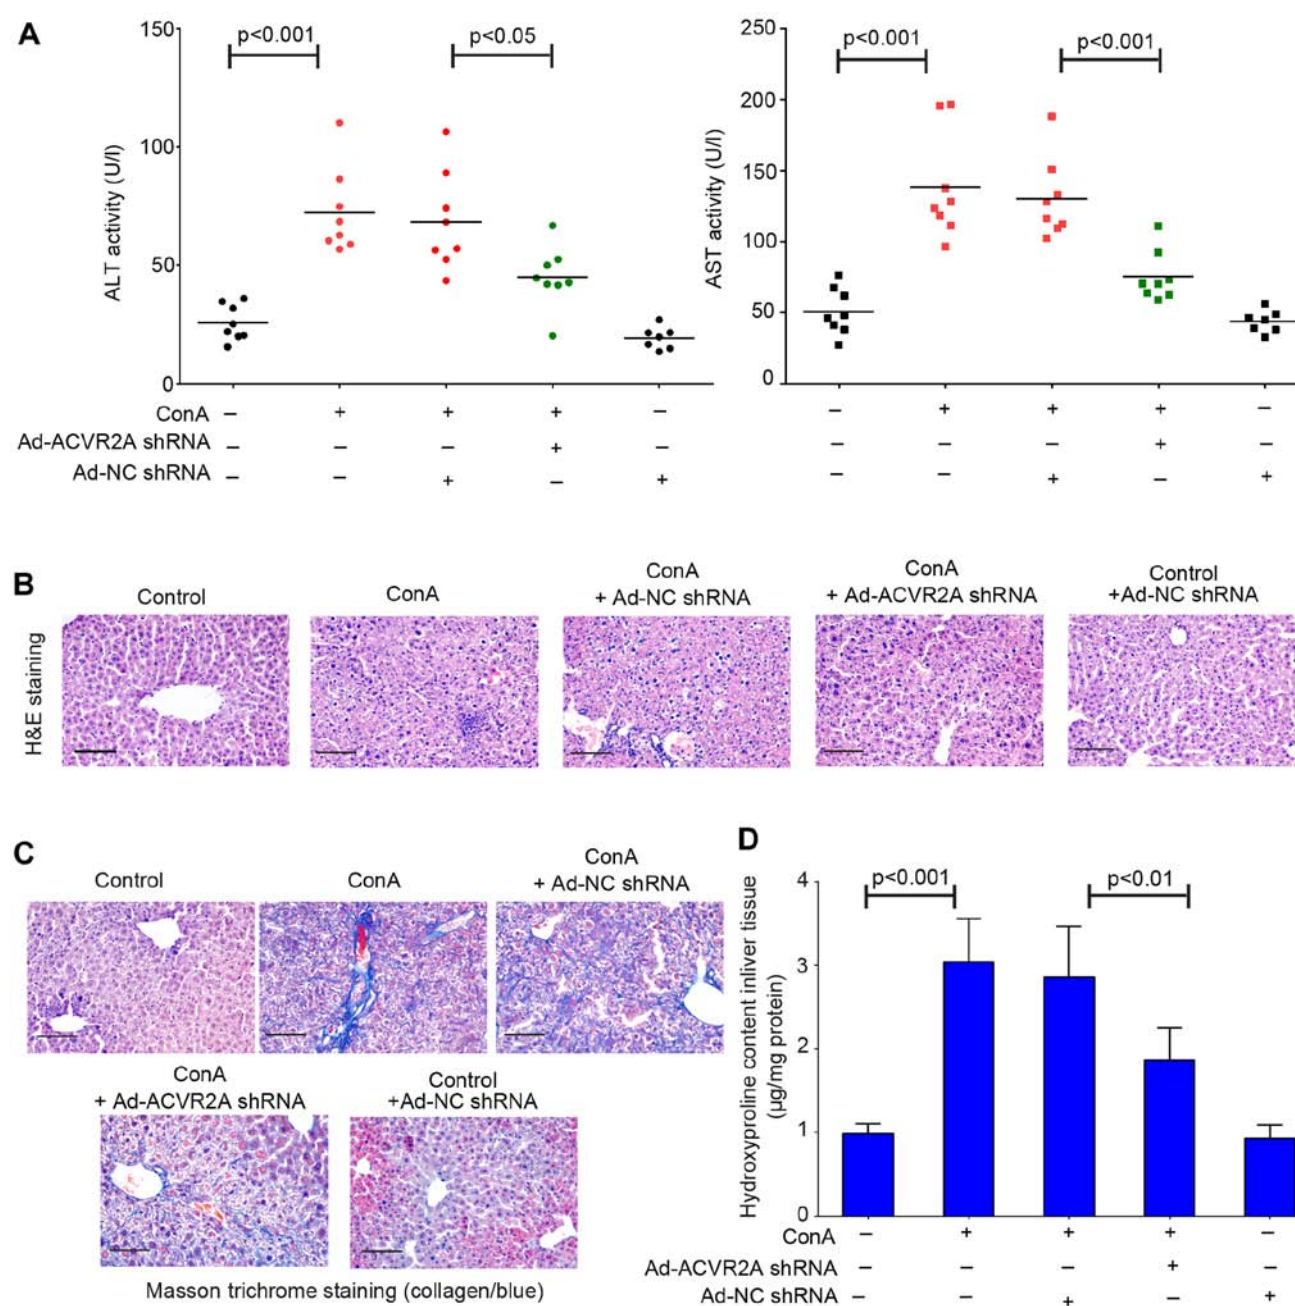 A
150
100
50
0
ALT activity (U/l)
p<0.001
p<0.05
ConA – + + + –
Ad-ACVR2A shRNA – – – + –
Ad-NC shRNA – – + – +
250
200
150
100
50
0
AST activity (U/l)
p<0.001
p<0.001
– + + + –
– – – + –
– – + – +
B
H&E staining
Control
ConA
ConA
+ Ad-NC shRNA
ConA
+ Ad-ACVR2A shRNA
Control
+Ad-NC shRNA
C
Control
ConA
ConA
+ Ad-NC shRNA
ConA
+ Ad-ACVR2A shRNA
Control
+Ad-NC shRNA
Masson trichrome staining (collagen/blue)
D
4
3
2
1
0
Hydroxyproline content inliver tissue
(µg/mg protein)
p<0.001
p<0.01
ConA – + + + –
Ad-ACVR2A shRNA – – – + –
Ad-NC shRNA – – + – +